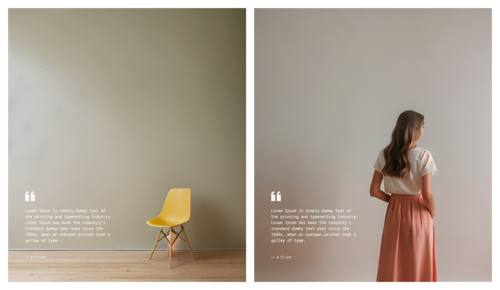 Lorem Ipsum is simply dummy text of
the printing and typesetting industry.
Lorem Ipsum has been the industry's
standard dummy text ever since the
1500s, when an unknown printer took a
galley of type.
Lorem Ipsum is simply dummy text of
the printing and typesetting industry.
Lorem Ipsum has been the industry's
standard dummy text ever since the
1500s, when an unknown printer took a
galley of type.